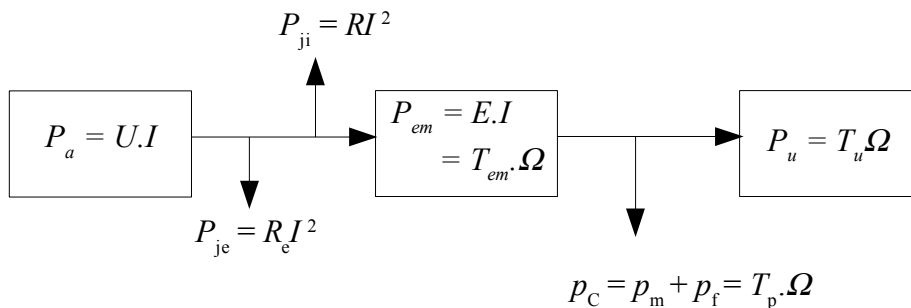 P_ji = RI²
P_a = U.I
P_em = E.I
= T_em.Ω
P_u = T_uΩ
P_je = R_eI²
p_C = p_m + p_f = T_p.Ω